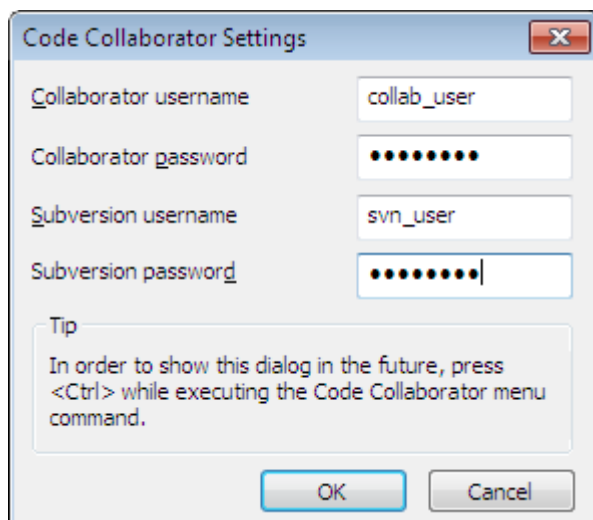 Code Collaborator Settings
Collaborator username collab_user
Collaborator password ●●●●●●●●
Subversion username svn_user
Subversion password ●●●●●●●●
Tip
In order to show this dialog in the future, press
<Ctrl> while executing the Code Collaborator menu
command.
OK Cancel